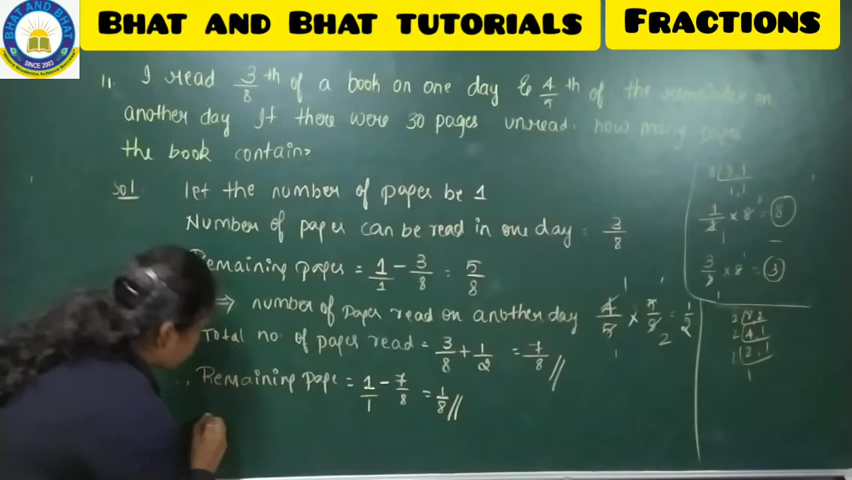 BHAT AND BHAT TUTORIALS
FRACTIONS
BHAT AND BHAT
SINCE 2003
11. I read 3/8 th of a book on one day & 4/5 th of the remainder on
another day If there were 30 pages unread. how many pages
the book contain?
Sol let the number of pages be 1
Number of pages can be read in one day = 3/8
Remaining pages = 1/1 - 3/8 = 5/8
⇒ number of pages read on another day 4/5 × 5/8 = 1/2
Total no. of pages read = 3/8 + 1/2 = 7/8 //
∴ Remaining page = 1/1 - 7/8 = 1/8 //
1/2 × 8 = 8
3/8 × 8 = 3